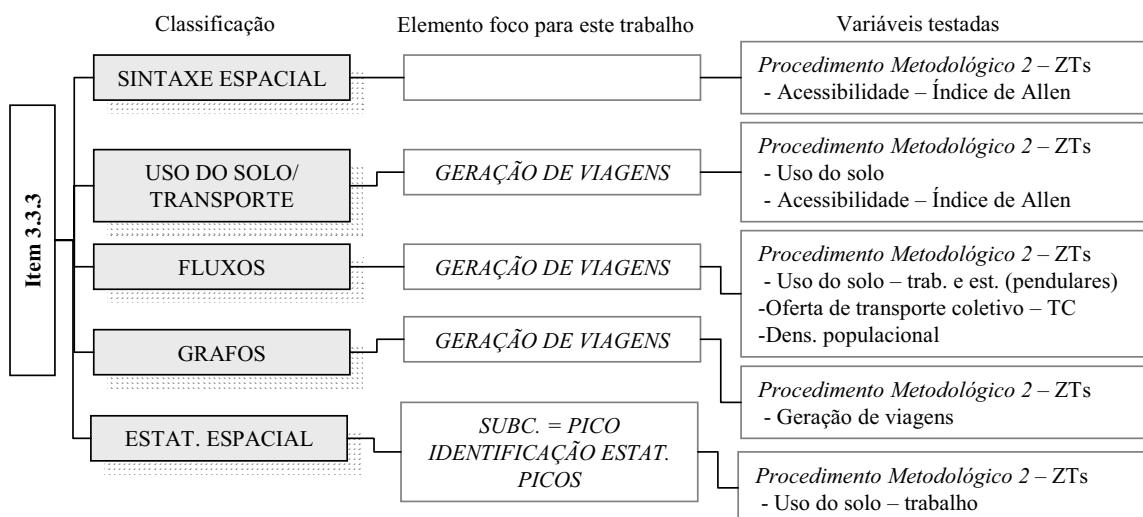 Classificação
Elemento foco para este trabalho
Variáveis testadas
Item 3.3.3
SINTAXE ESPACIAL
Procedimento Metodológico 2 – ZTs
- Acessibilidade – Índice de Allen
USO DO SOLO/
TRANSPORTE
GERAÇÃO DE VIAGENS
Procedimento Metodológico 2 – ZTs
- Uso do solo
- Acessibilidade – Índice de Allen
FLUXOS
GERAÇÃO DE VIAGENS
Procedimento Metodológico 2 – ZTs
- Uso do solo – trab. e est. (pendulares)
-Oferta de transporte coletivo – TC
-Dens. populacional
GRAFOS
GERAÇÃO DE VIAGENS
Procedimento Metodológico 2 – ZTs
- Geração de viagens
ESTAT. ESPACIAL
SUBC. = PICO
IDENTIFICAÇÃO ESTAT.
PICOS
Procedimento Metodológico 2 – ZTs
- Uso do solo – trabalho